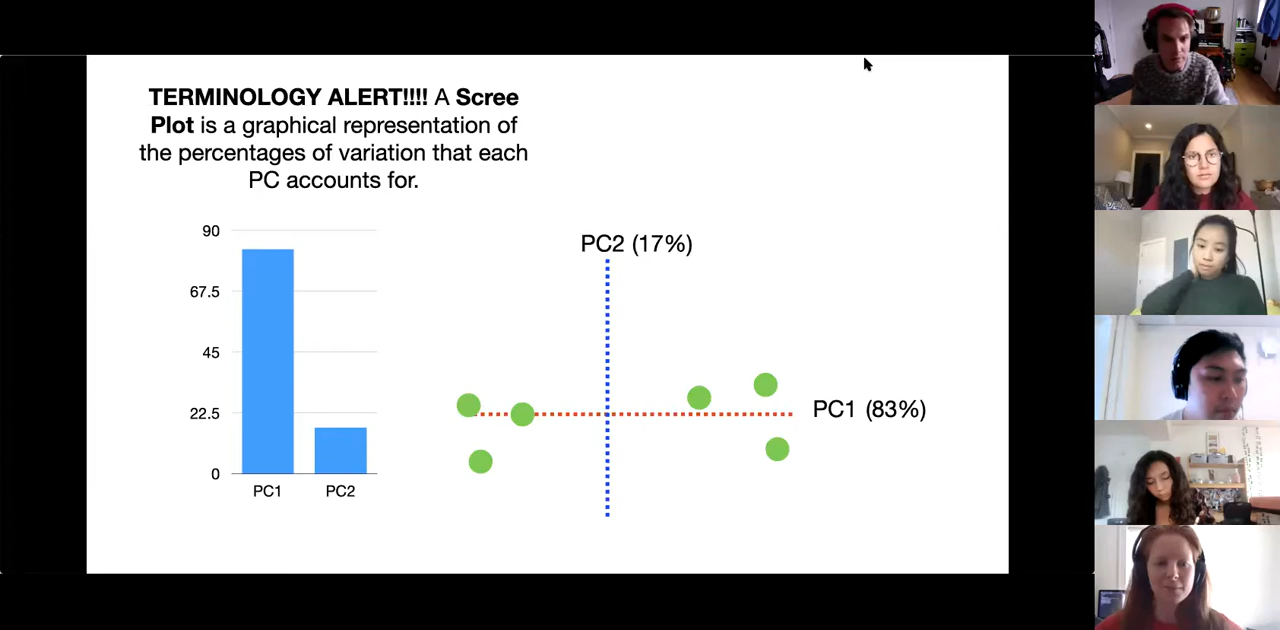 TERMINOLOGY ALERT!!!! A Scree
Plot is a graphical representation of
the percentages of variation that each
PC accounts for.
90
67.5
45
22.5
0
PC1 PC2
PC2 (17%)
PC1 (83%)